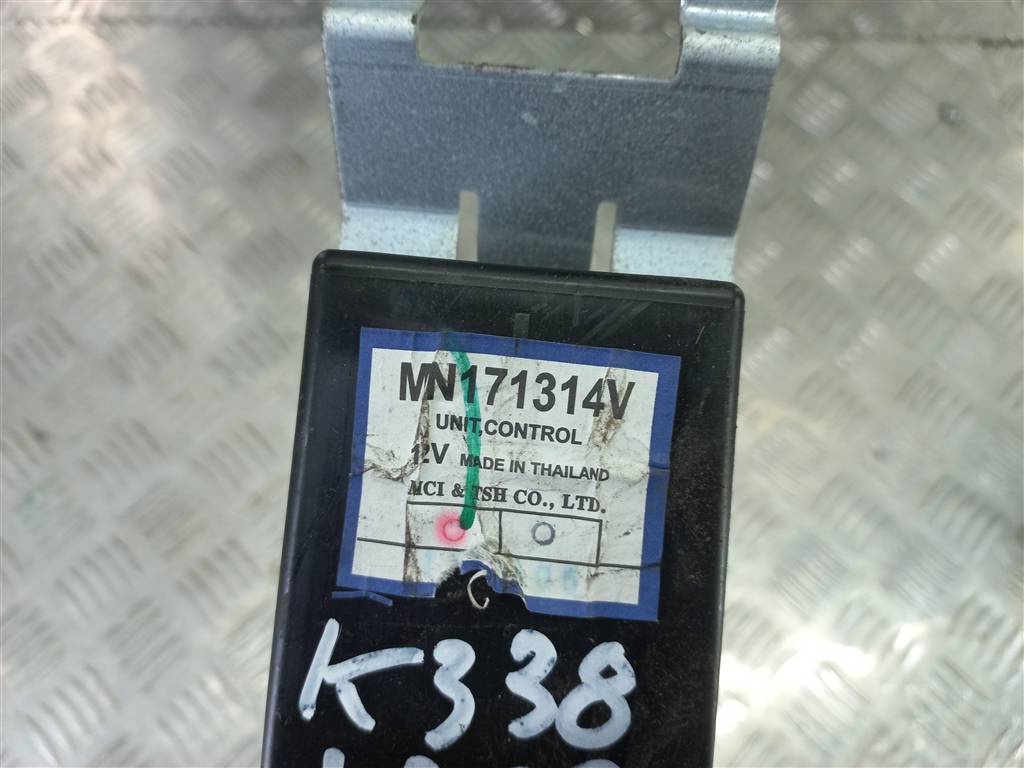 MN171314V
UNIT,CONTROL
12V MADE IN THAILAND
MCI & TSH CO., LTD.
C
K338